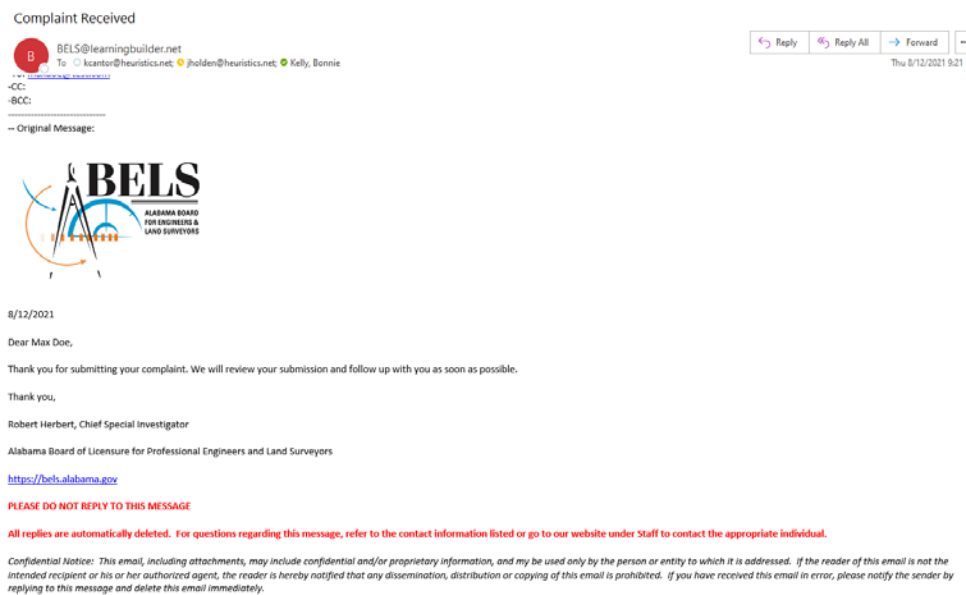 Complaint Received
B
BELS@learningbuilder.net
To kcantor@heuristics.net; jholden@heuristics.net; Kelly, Bonnie
Reply
Reply All
Forward
Thu 8/12/2021 9:21
-CC:
-BCC:
-----------------------------
-- Original Message:
BELS
ALABAMA BOARD
FOR ENGINEERS &
LAND SURVEYORS
8/12/2021
Dear Max Doe,
Thank you for submitting your complaint. We will review your submission and follow up with you as soon as possible.
Thank you,
Robert Herbert, Chief Special Investigator
Alabama Board of Licensure for Professional Engineers and Land Surveyors
https://bels.alabama.gov
PLEASE DO NOT REPLY TO THIS MESSAGE
All replies are automatically deleted. For questions regarding this message, refer to the contact information listed or go to our website under Staff to contact the appropriate individual.
Confidential Notice: This email, including attachments, may include confidential and/or proprietary information, and may be used only by the person or entity to which it is addressed. If the reader of this email is not the
intended recipient or his or her authorized agent, the reader is hereby notified that any dissemination, distribution or copying of this email is prohibited. If you have received this email in error, please notify the sender by
replying to this message and delete this email immediately.